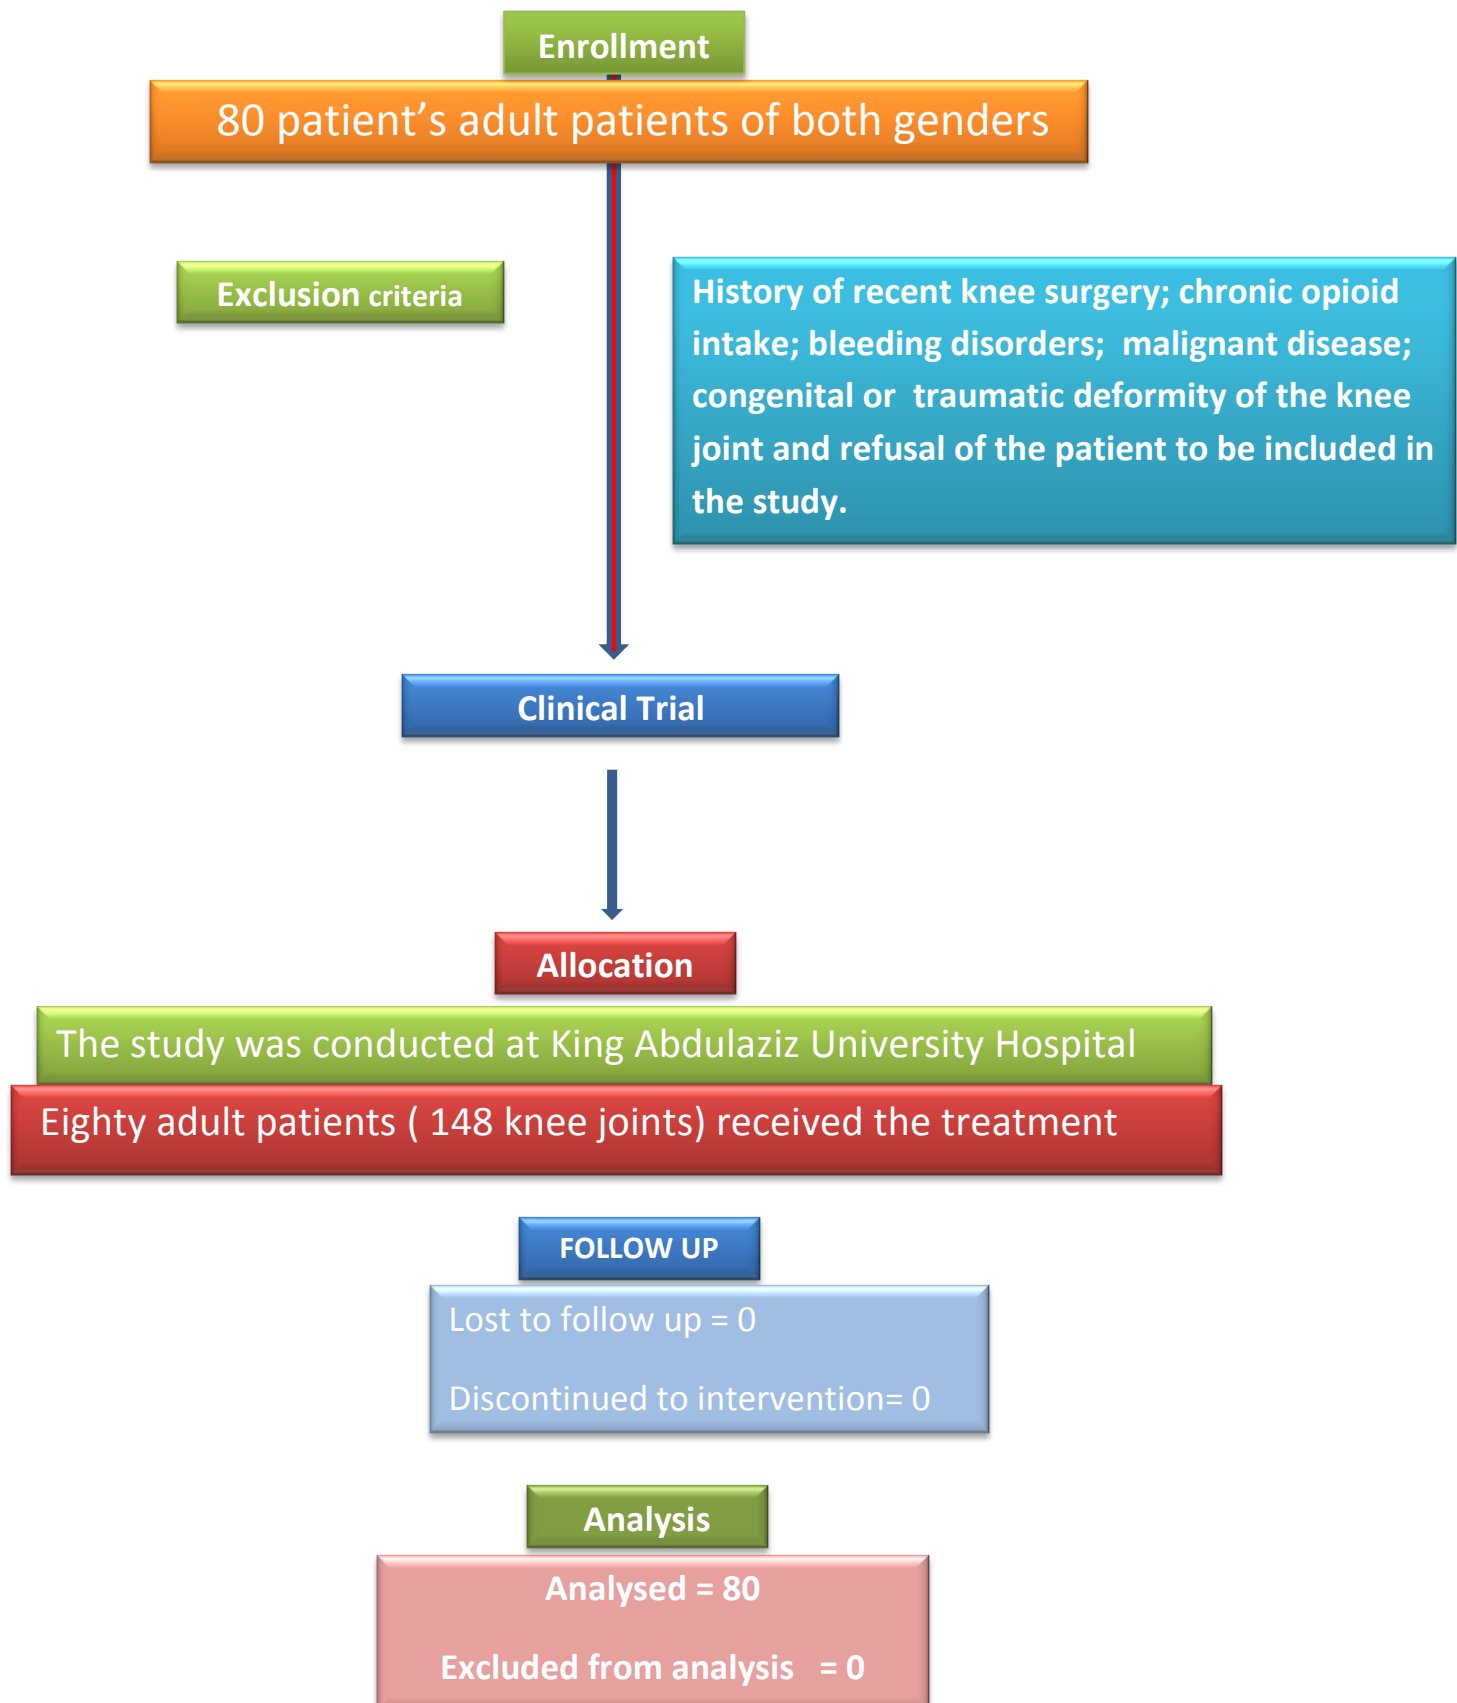 Enrollment
80 patient’s adult patients of both genders
Exclusion criteria
History of recent knee surgery; chronic opioid
intake; bleeding disorders;  malignant disease;
congenital or  traumatic deformity of the knee
joint and refusal of the patient to be included in
the study.
Clinical Trial
Allocation
The study was conducted at King Abdulaziz University Hospital
Eighty adult patients ( 148 knee joints) received the treatment
FOLLOW UP
Lost to follow up = 0
Discontinued to intervention= 0
Analysis
Analysed = 80
Excluded from analysis   = 0